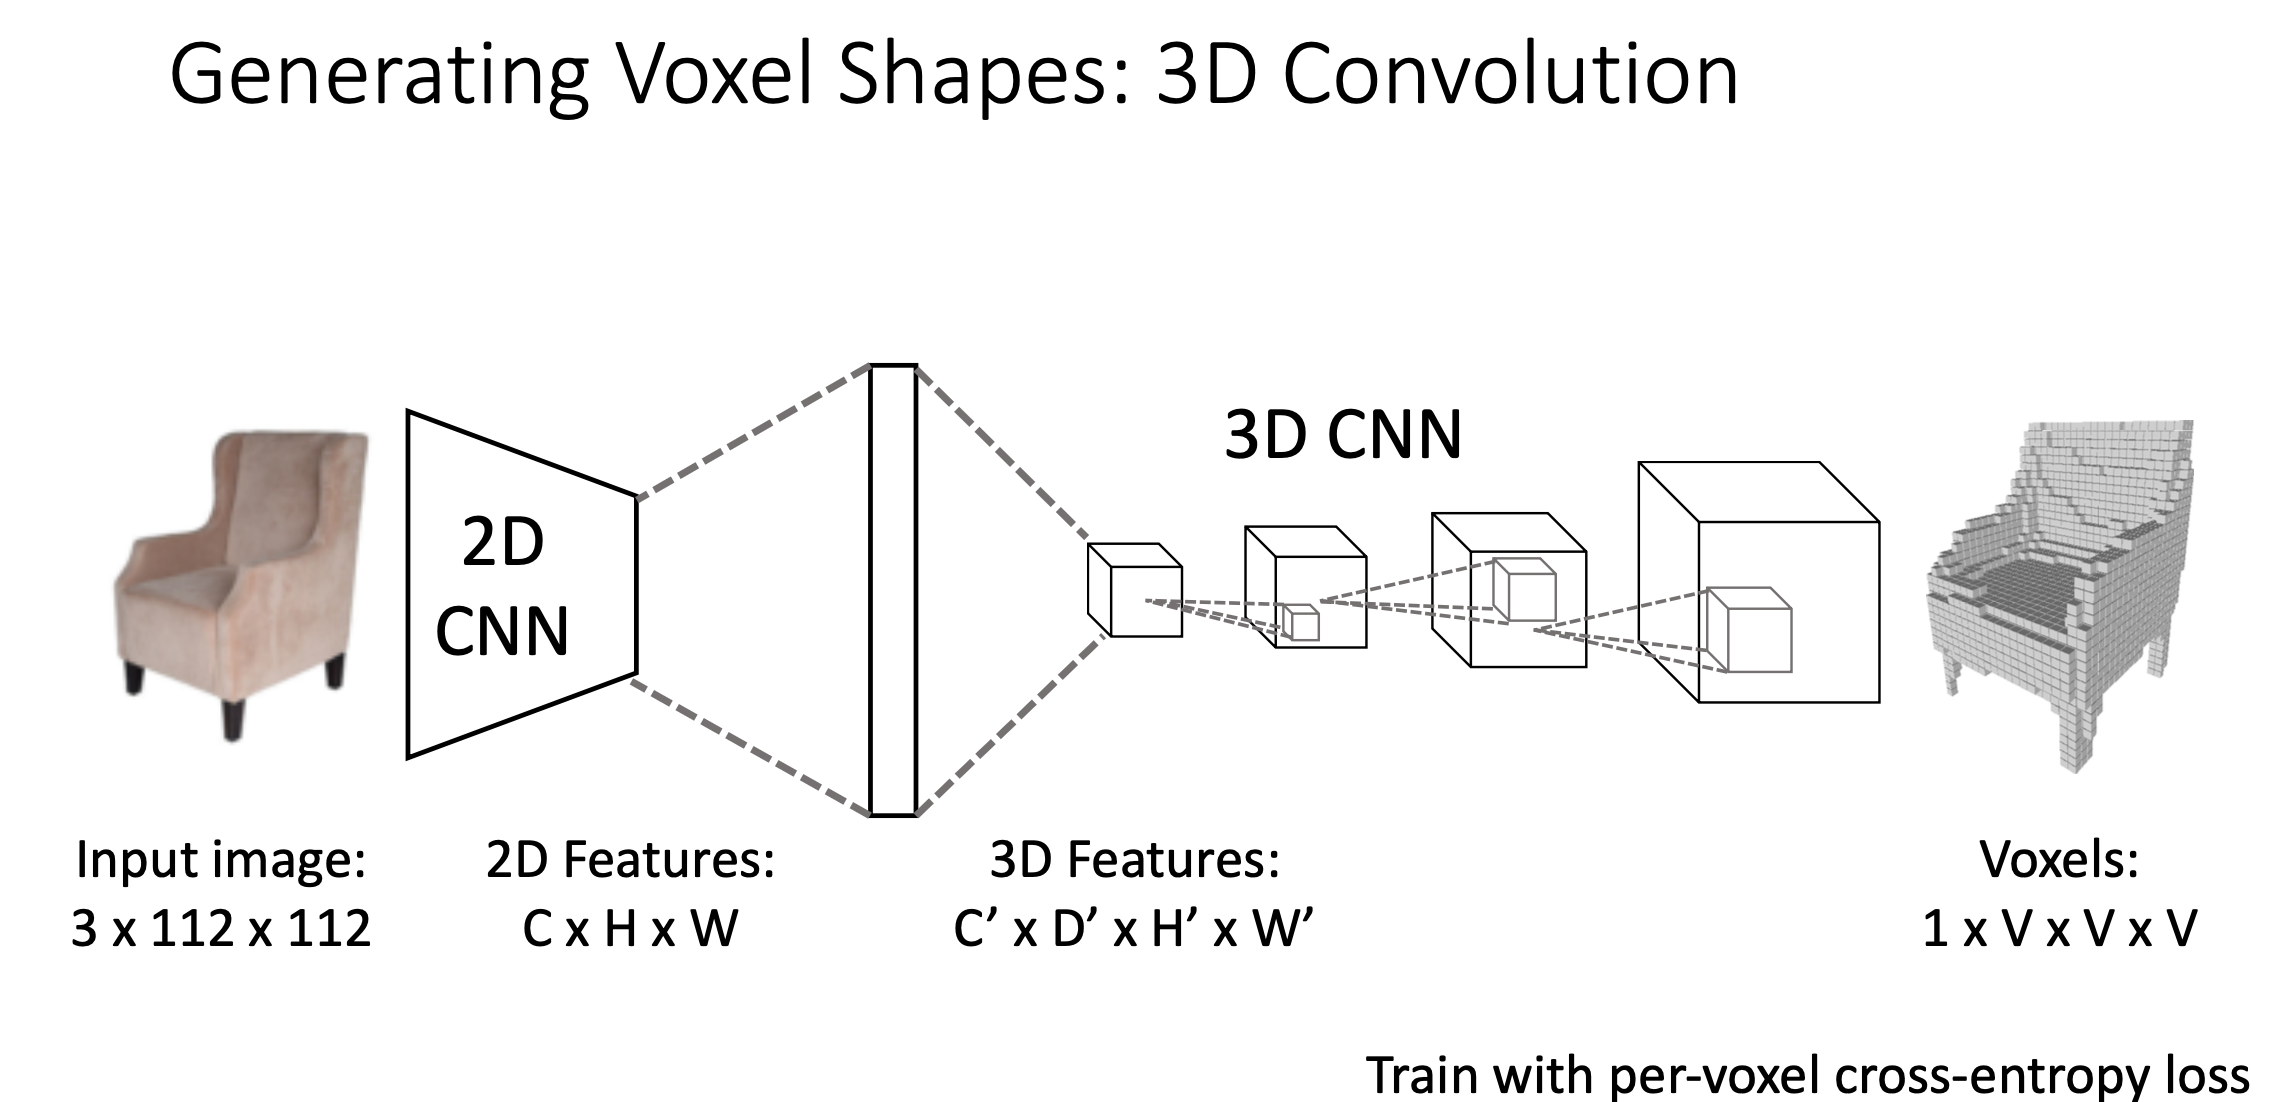 Generating Voxel Shapes: 3D Convolution
3D CNN
2D
CNN
Input image:
3 x 112 x 112
2D Features:
C x H x W
3D Features:
C’ x D’ x H’ x W’
Voxels:
1 x V x V x V
Train with per-voxel cross-entropy loss